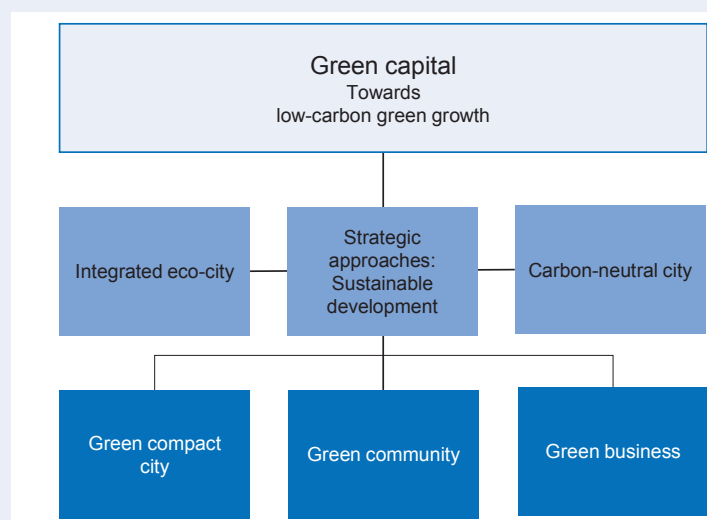 Green capital
Towards
low-carbon green growth
Integrated eco-city
Strategic
approaches:
Sustainable
development
Carbon-neutral city
Green compact
city
Green community
Green business